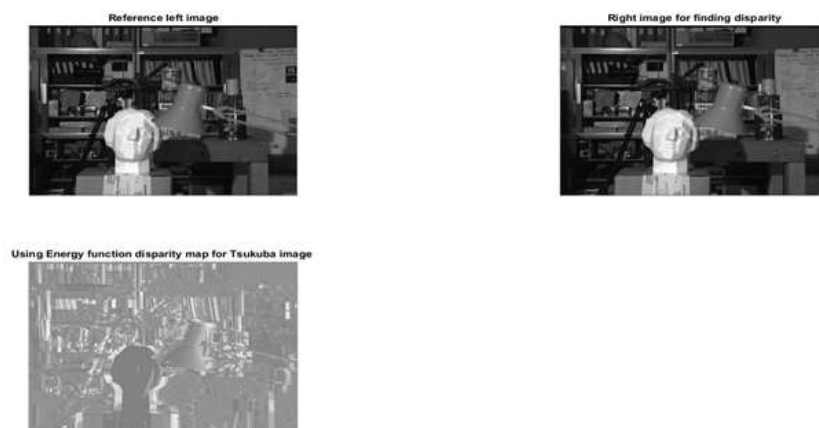 Reference left image
Right image for finding disparity
Using Energy function disparity map for Tsukuba image